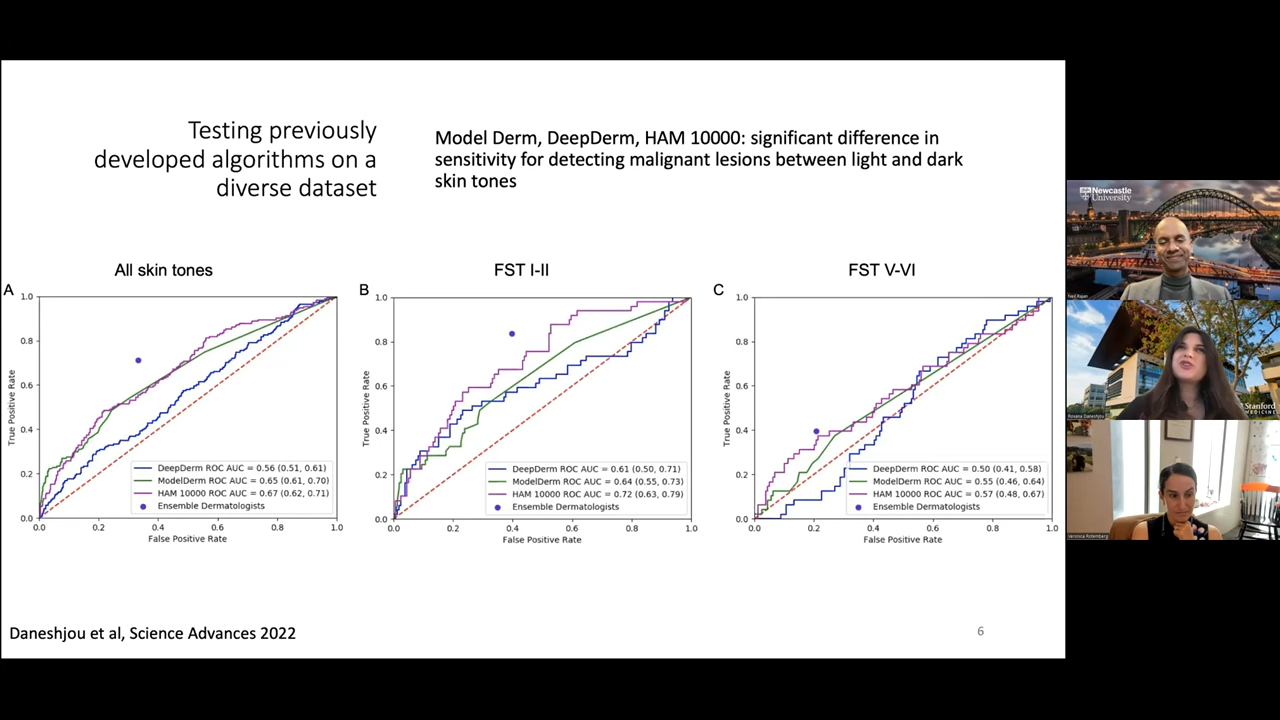 Testing previously
developed algorithms on a
diverse dataset
Model Derm, DeepDerm, HAM 10000: significant difference in
sensitivity for detecting malignant lesions between light and dark
skin tones
All skin tones
FST I-II
FST V-VI
A
1.0
0.8
0.6
0.4
0.2
0.0
True Positive Rate
DeepDerm ROC AUC = 0.56 (0.51, 0.61)
ModelDerm ROC AUC = 0.65 (0.61, 0.70)
HAM 10000 ROC AUC = 0.67 (0.62, 0.71)
Ensemble Dermatologists
0.0 0.2 0.4 0.6 0.8 1.0
False Positive Rate
B
1.0
0.8
0.6
0.4
0.2
0.0
True Positive Rate
DeepDerm ROC AUC = 0.61 (0.50, 0.71)
ModelDerm ROC AUC = 0.64 (0.55, 0.73)
HAM 10000 ROC AUC = 0.72 (0.63, 0.79)
Ensemble Dermatologists
0.0 0.2 0.4 0.6 0.8 1.0
False Positive Rate
C
1.0
0.8
0.6
0.4
0.2
0.0
True Positive Rate
DeepDerm ROC AUC = 0.50 (0.41, 0.58)
ModelDerm ROC AUC = 0.55 (0.46, 0.64)
HAM 10000 ROC AUC = 0.57 (0.48, 0.67)
Ensemble Dermatologists
0.0 0.2 0.4 0.6 0.8 1.0
False Positive Rate
Daneshjou et al, Science Advances 2022
6
Newcastle
University
Neil Rajan
Stanford
MEDICINE
Roxana Daneshjou
Veronica Rotemberg